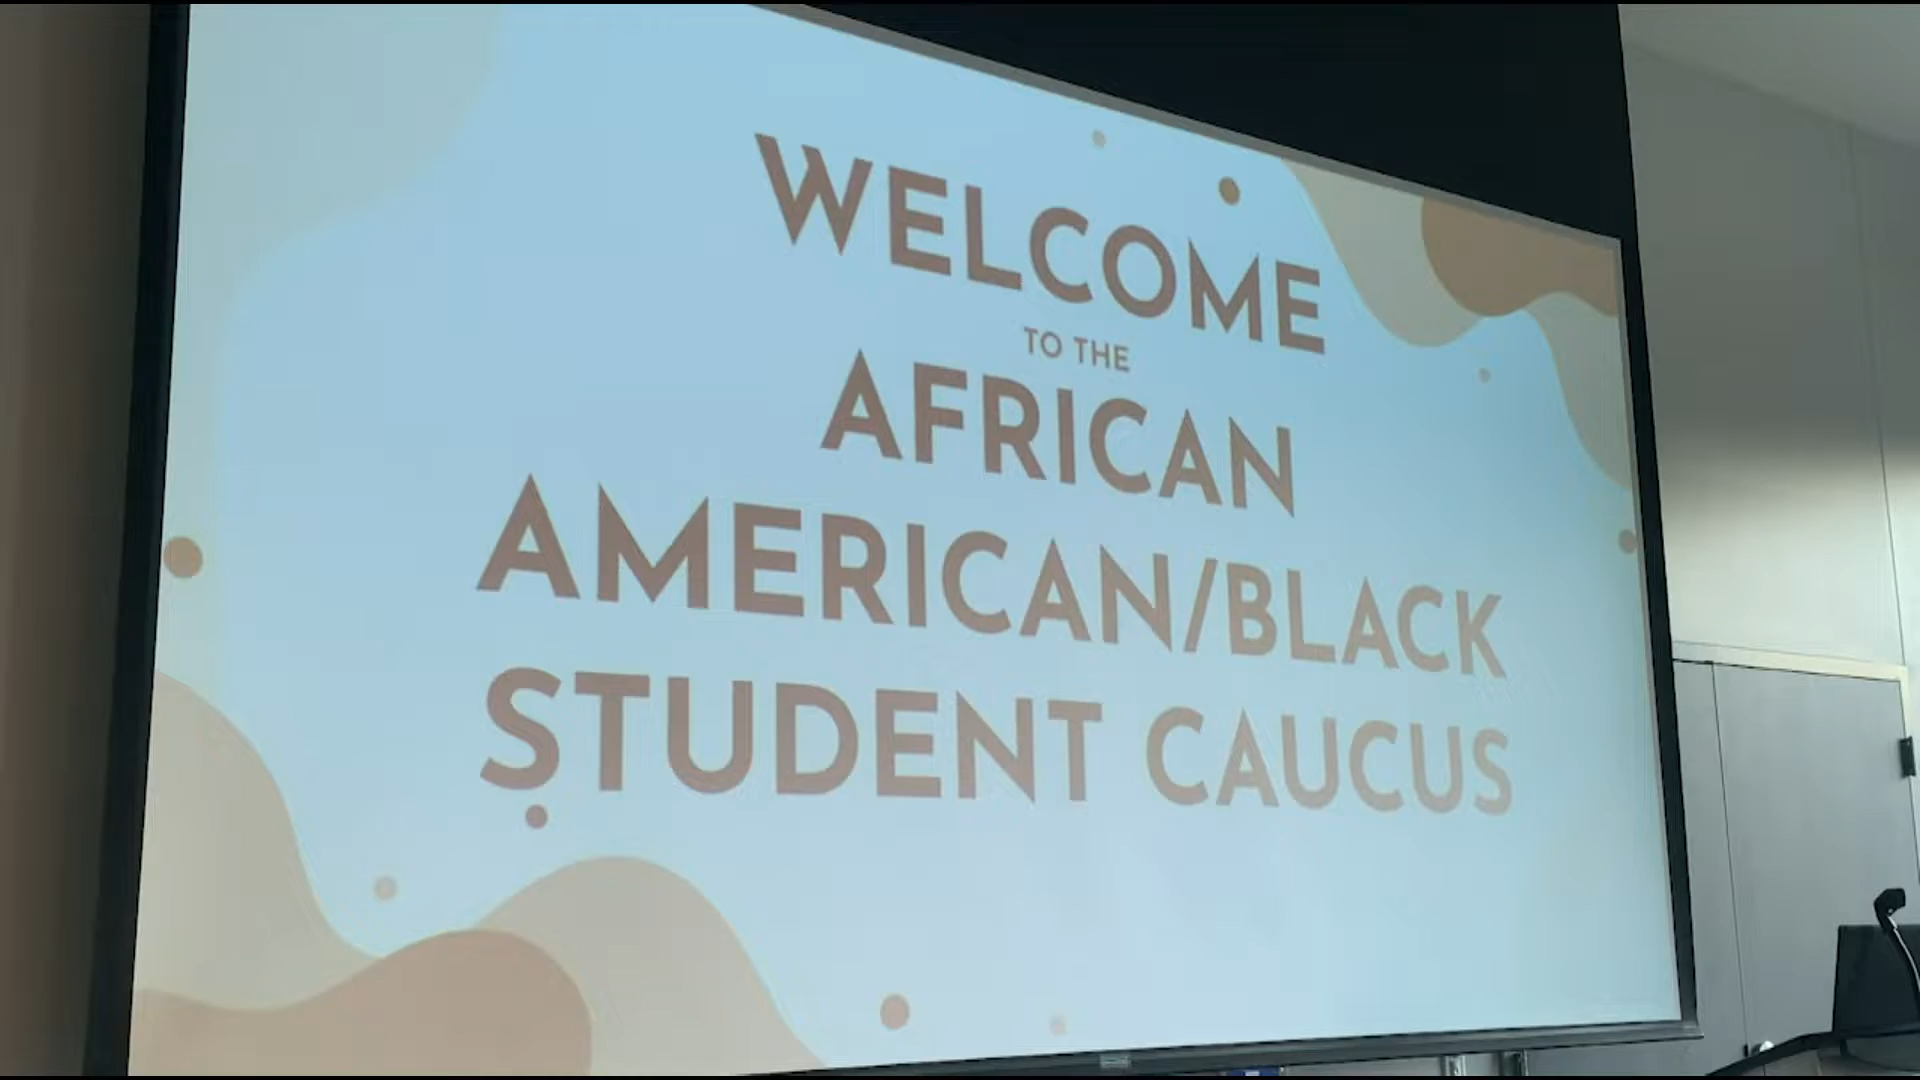 WELCOME
TO THE
AFRICAN
AMERICAN/BLACK
STUDENT CAUCUS